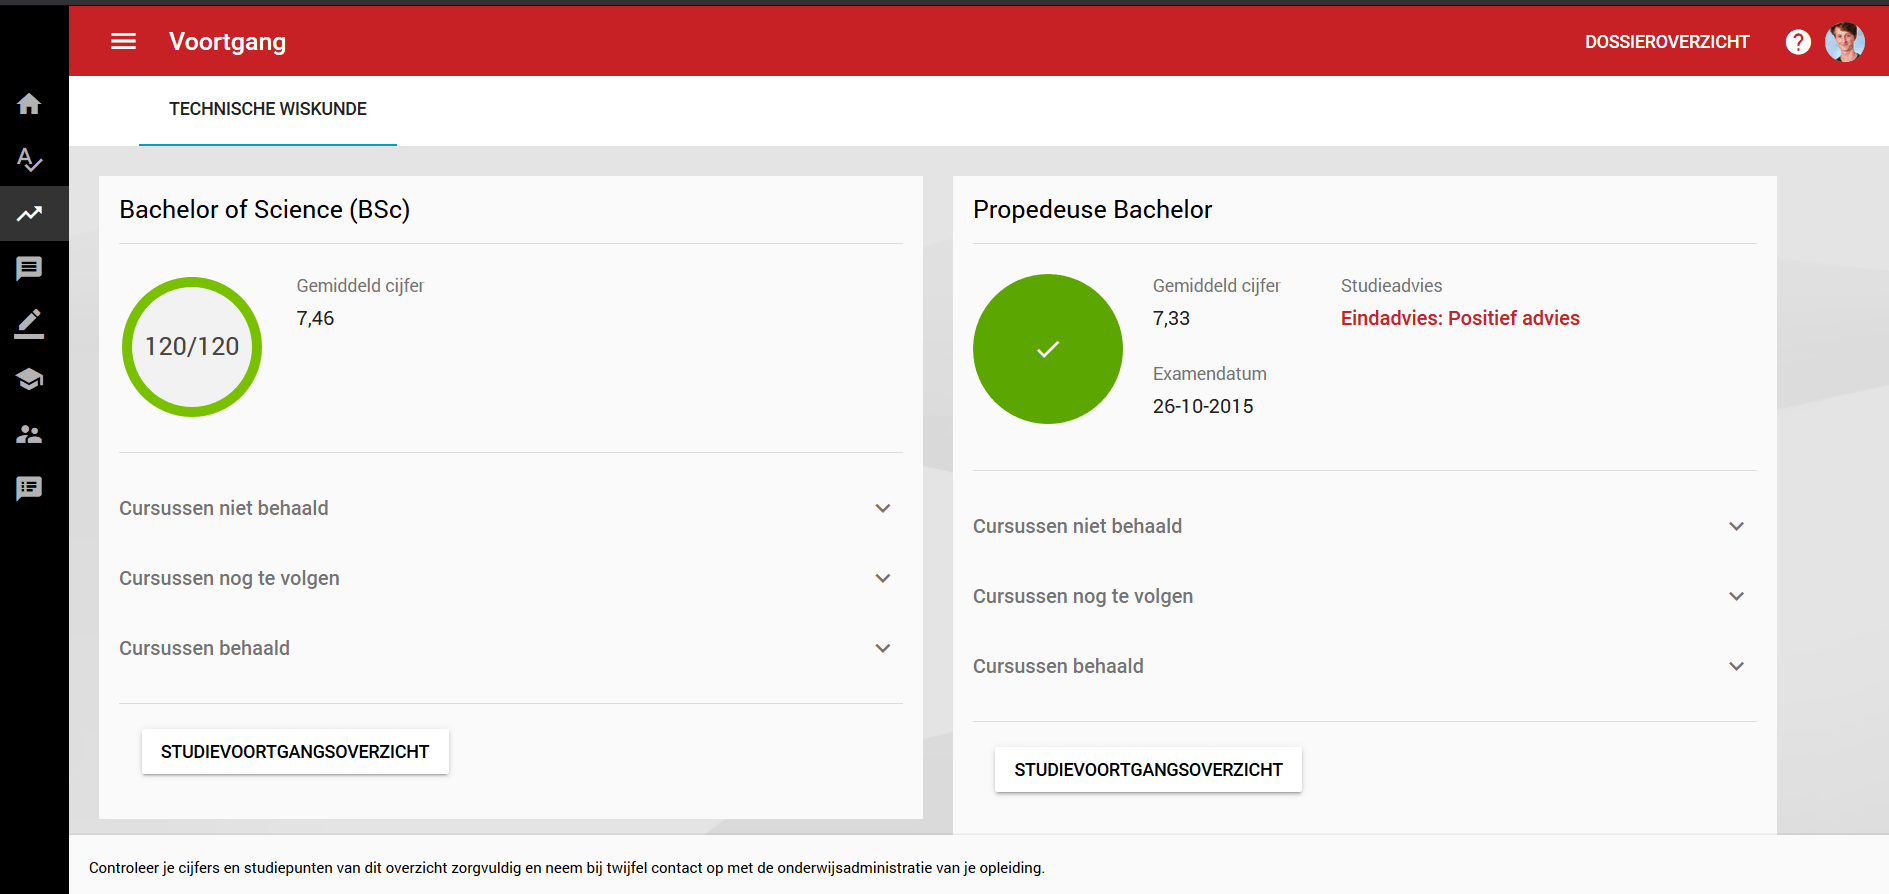 Voortgang
DOSSIEROVERZICHT
?
TECHNISCHE WISKUNDE
Bachelor of Science (BSc)
120/120
Gemiddeld cijfer
7,46
Cursussen niet behaald
Cursussen nog te volgen
Cursussen behaald
STUDIEVOORTGANGSOVERZICHT
Propedeuse Bachelor
Gemiddeld cijfer
7,33
Studieadvies
Eindadvies: Positief advies
Examendatum
26-10-2015
Cursussen niet behaald
Cursussen nog te volgen
Cursussen behaald
STUDIEVOORTGANGSOVERZICHT
Controleer je cijfers en studiepunten van dit overzicht zorgvuldig en neem bij twijfel contact op met de onderwijsadministratie van je opleiding.